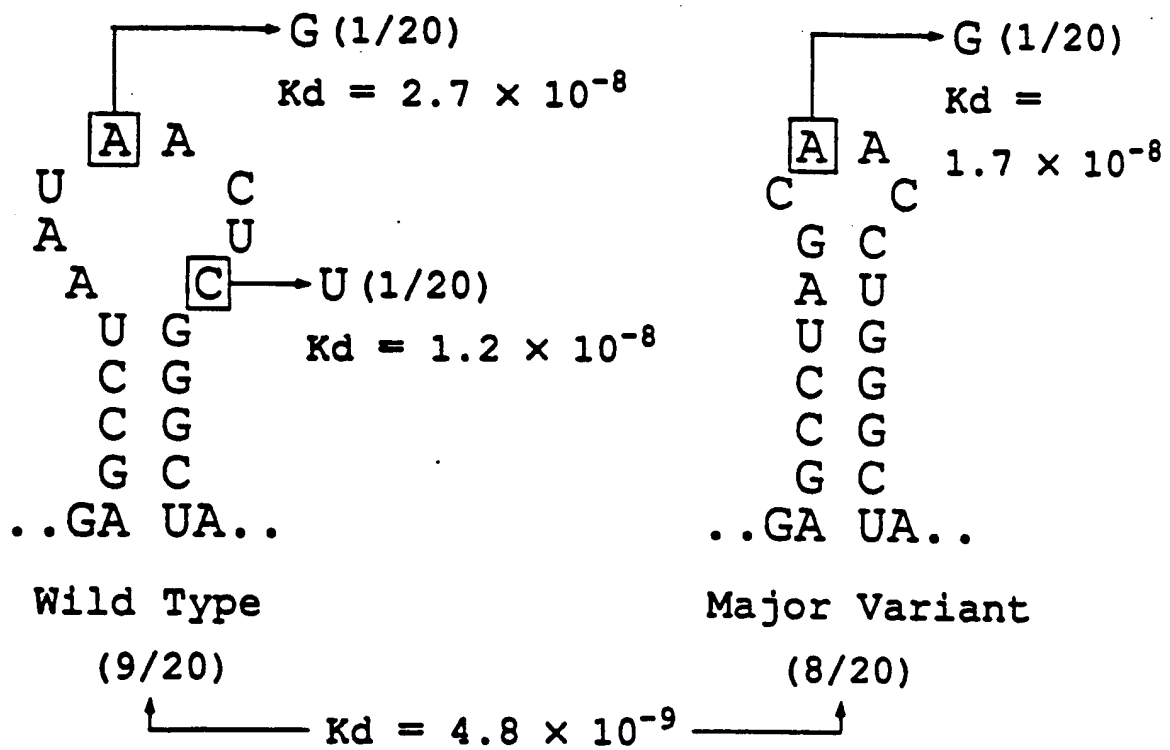 G (1/20)
Kd = 2.7 × 10⁻⁸
A A
U C
A U
A C U (1/20)
U G
Kd = 1.2 × 10⁻⁸
C G
C G
G C
..GA UA..
Wild Type
(9/20)
G (1/20)
Kd =
1.7 × 10⁻⁸
A A
C C
G C
A U
U G
C G
C G
G C
..GA UA..
Major Variant
(8/20)
Kd = 4.8 × 10⁻⁹